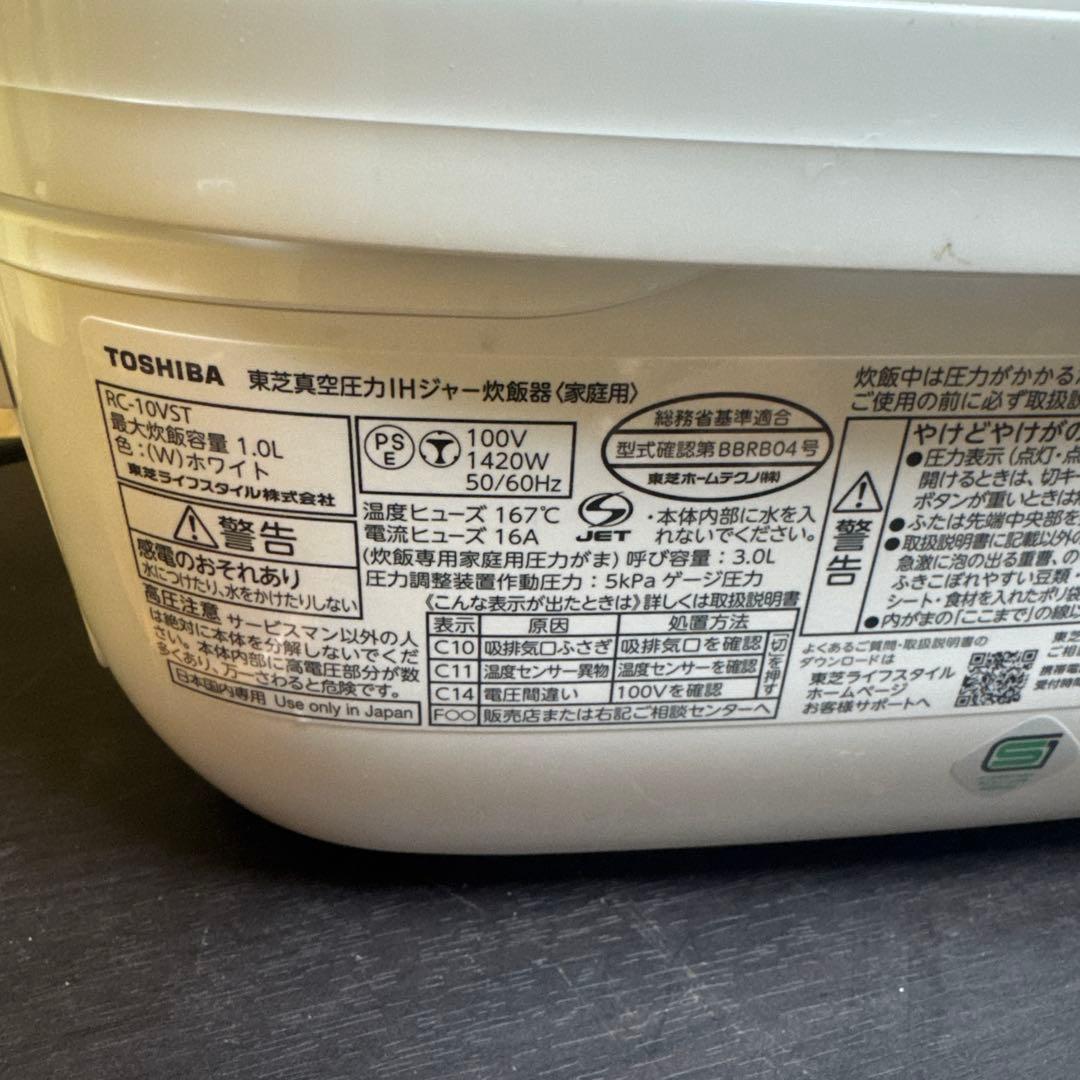 TOSHIBA 東芝真空圧力IHジャー炊飯器〈家庭用〉
RC-10VST
最大炊飯容量 1.0L
色:(W)ホワイト
東芝ライフスタイル株式会社
PSE
100V
1420W
50/60Hz
総務省基準適合
型式確認第BBRB04号
東芝ホームテクノ(株)
警告
感電のおそれあり
水につけたり、水をかけたりしない
高圧注意 サービスマン以外の人
は絶対に本体を分解しないでくだ
さい。本体内部に高電圧部分が数
多くあり、万一さわると危険です。
日本国内専用 Use only in Japan
温度ヒューズ 167℃
電流ヒューズ 16A
JET
・本体内部に水を入
れないでください。
(炊飯専用家庭用圧力がま) 呼び容量:3.0L
圧力調整装置作動圧力:5kPa ゲージ圧力
《こんな表示が出たときは》詳しくは取扱説明書
表示 原因 処置方法
C10 吸排気口ふさぎ 吸排気口を確認
C11 温度センサー異物 温度センサーを確認
C14 電圧間違い 100Vを確認
切を押す
F○○ 販売店または右記ご相談センターへ
炊飯中は圧力がかかる
ご使用の前に必ず取扱説
警告
やけどやけがの
●圧力表示(点灯・点
開けるときは、切キー
ボタンが重いときは
●ふたは先端中央部を
●取扱説明書に記載以外の
急激に泡の出る重曹、の
ふきこぼれやすい豆類・
シート・食材を入れたポリ袋
●内がまの「ここまで」の線以
よくあるご質問・取扱説明書の
ダウンロードは
東芝ライフスタイル
ホームページ
お客様サポートへ
東芝
ご相談
携帯電
受付時間